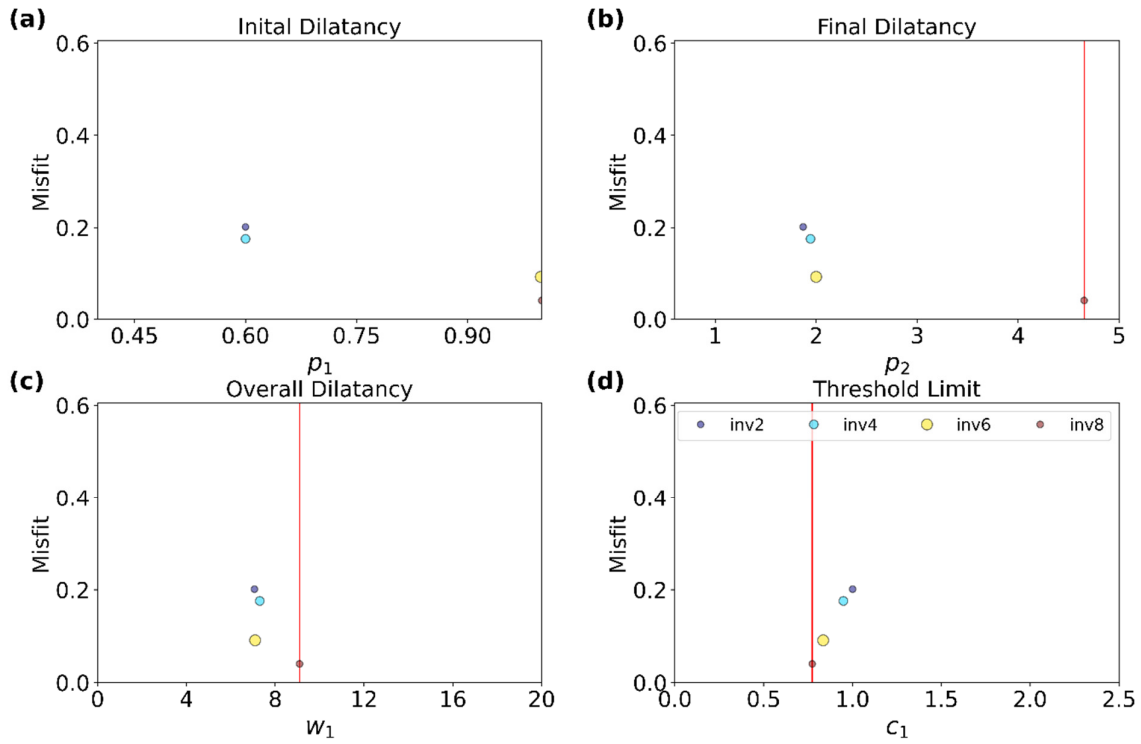 (a)
Inital Dilatancy
0.6
0.4
0.2
0.0
Misfit
0.45 0.60 0.75 0.90
p1
(b)
Final Dilatancy
0.6
0.4
0.2
0.0
Misfit
1 2 3 4 5
p2
(c)
Overall Dilatancy
0.6
0.4
0.2
0.0
Misfit
0 4 8 12 16 20
w1
(d)
Threshold Limit
inv2 inv4 inv6 inv8
0.6
0.4
0.2
0.0
Misfit
0.0 0.5 1.0 1.5 2.0 2.5
c1